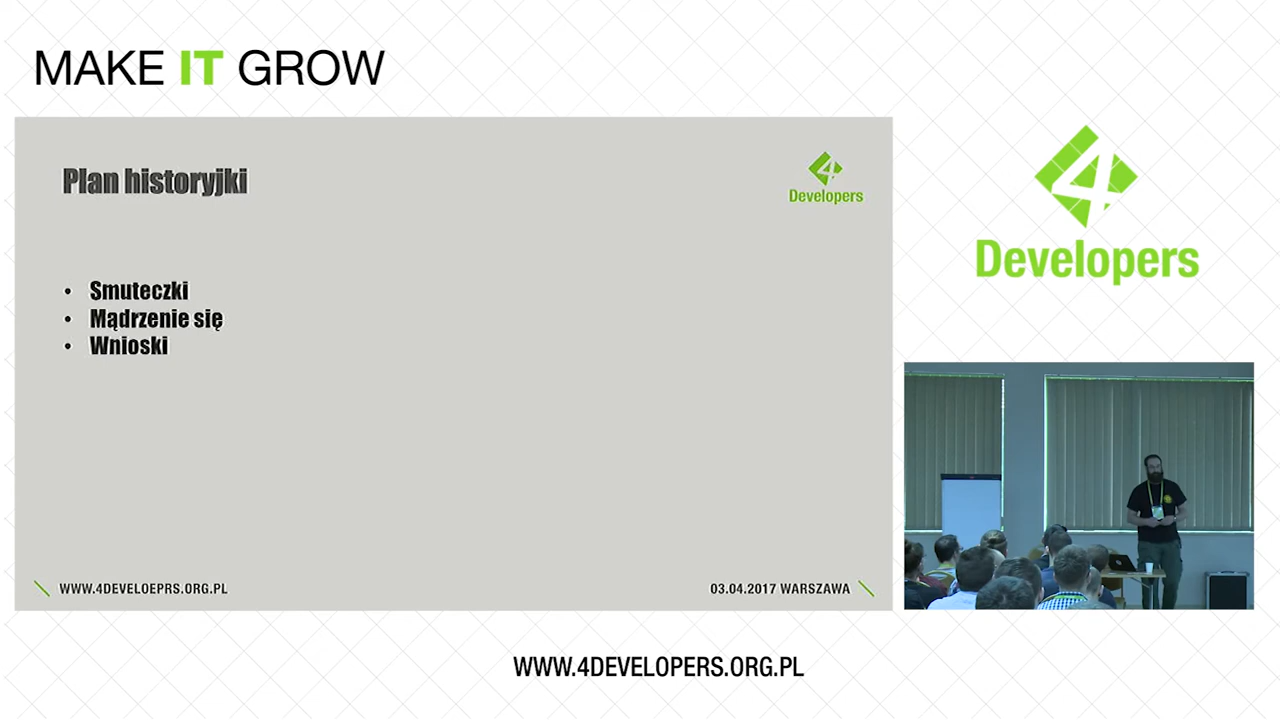 MAKE IT GROW
Plan historyjki
4
Developers
• Smuteczki
• Mądrzenie się
• Wnioski
WWW.4DEVELOEPRS.ORG.PL
03.04.2017 WARSZAWA
4
Developers
WWW.4DEVELOPERS.ORG.PL